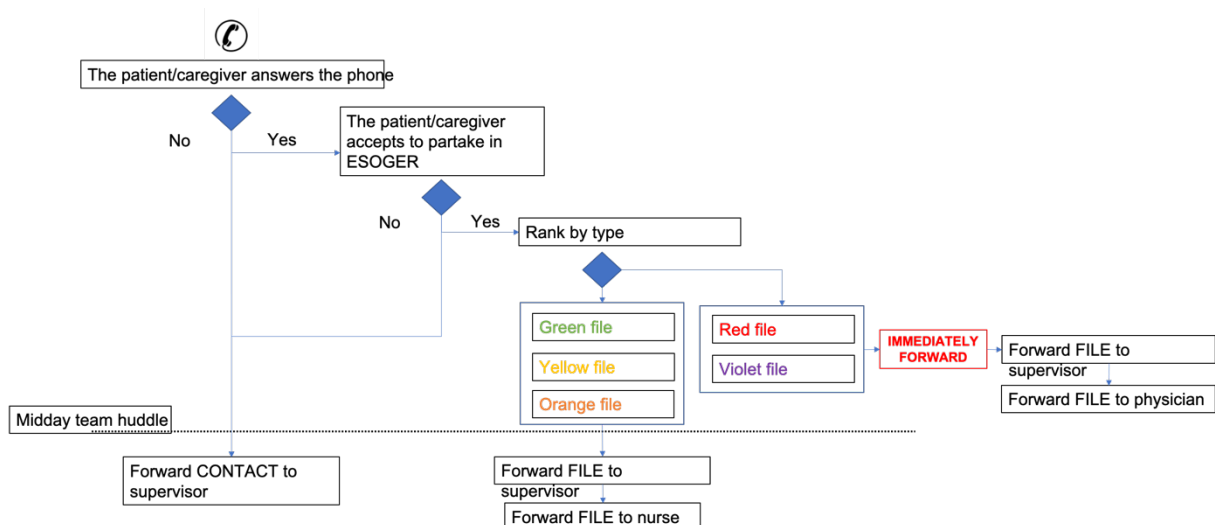 The patient/caregiver answers the phone
No
Yes
The patient/caregiver
accepts to partake in
ESOGER
No
Yes
Rank by type
Green file
Yellow file
Orange file
Red file
Violet file
IMMEDIATELY
FORWARD
Forward FILE to
supervisor
Forward FILE to physician
Midday team huddle
Forward CONTACT to
supervisor
Forward FILE to
supervisor
Forward FILE to nurse